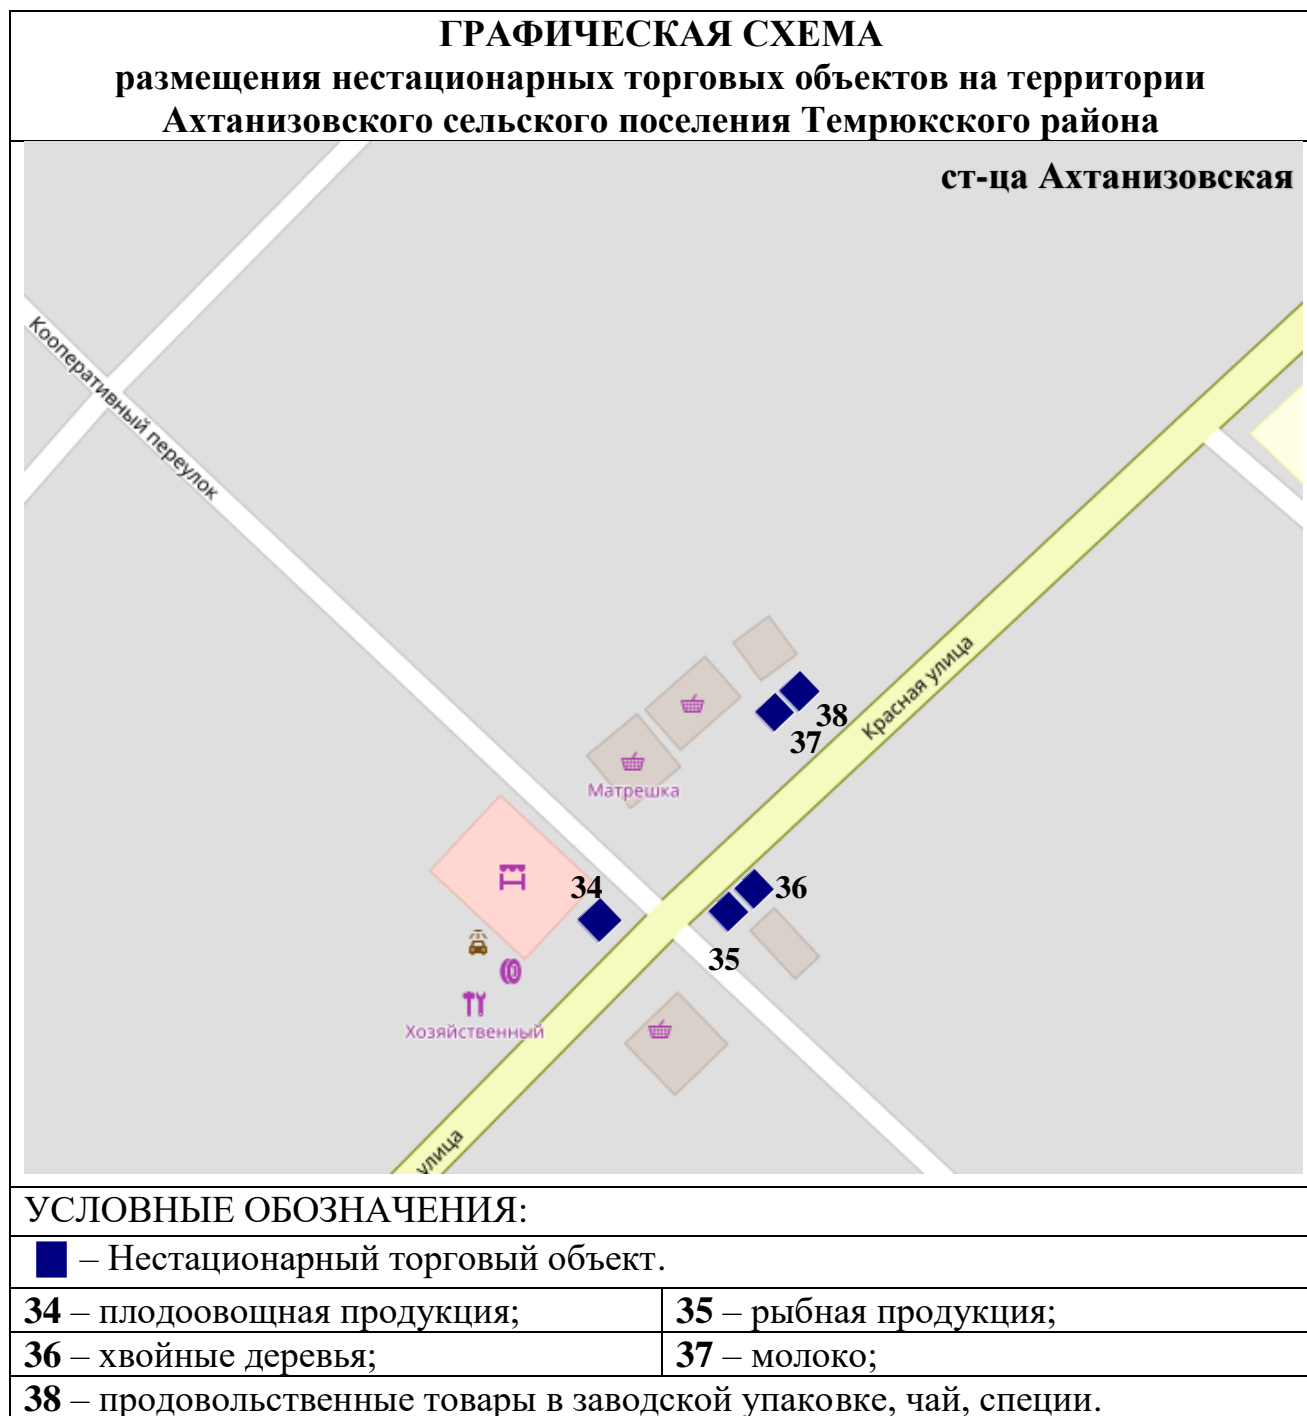 ГРАФИЧЕСКАЯ СХЕМА
размещения нестационарных торговых объектов на территории
Ахтанизовского сельского поселения Темрюкского района
ст-ца Ахтанизовская
Кооперативный переулок
Красная улица
38
37
Матрешка
34
36
35
Хозяйственный
улица
УСЛОВНЫЕ ОБОЗНАЧЕНИЯ:
– Нестационарный торговый объект.
34 – плодоовощная продукция;
35 – рыбная продукция;
36 – хвойные деревья;
37 – молоко;
38 – продовольственные товары в заводской упаковке, чай, специи.